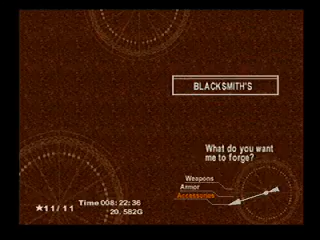 BLACKSMITH'S
What do you want
me to forge?
Weapons
Armor
Accessories
★11/11
Time 008:22:36
20,582G